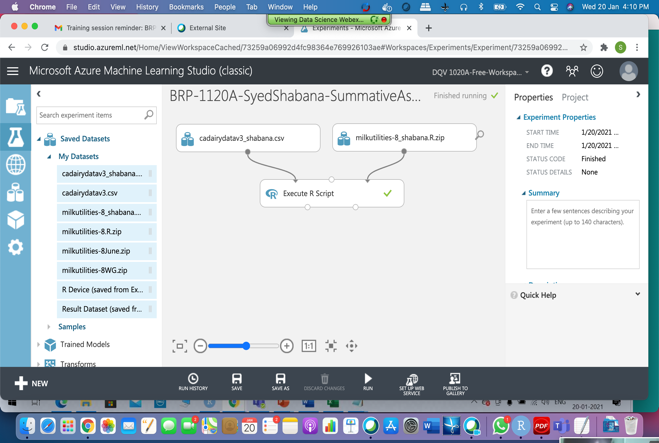 Chrome File Edit View History Bookmarks People Tab Window Help
Wed 20 Jan 4:10 PM
Viewing Data Science Webex...
Training session reminder: BRP
External Site
Experiments - Microsoft Azure M
studio.azureml.net/Home/ViewWorkspaceCached/73259a06992d4fc98364e769926103ae#Workspaces/Experiments/Experiment/73259a06992...
Microsoft Azure Machine Learning Studio (classic)
DQV 1020A-Free-Workspa...
Search experiment items
Saved Datasets
My Datasets
cadairydatav3_shabana....
cadairydatav3.csv
milkutilities-8_shabana....
milkutilities-8.R.zip
milkutilities-8June.zip
milkutilities-8WG.zip
R Device (saved from Ex...
Result Dataset (saved fr...
Samples
Trained Models
Transforms
BRP-1120A-SyedShabana-SummativeAs...
Finished running
cadairydatav3_shabana.csv
milkutilities-8_shabana.R.zip
Execute R Script
1:1
Properties Project
Experiment Properties
START TIME 1/20/2021 ...
END TIME 1/20/2021 ...
STATUS CODE Finished
STATUS DETAILS None
Summary
Enter a few sentences describing your
experiment (up to 140 characters).
Quick Help
NEW
RUN HISTORY
SAVE
SAVE AS
DISCARD CHANGES
RUN
SET UP WEB
SERVICE
PUBLISH TO
GALLERY
ENG
20-01-2021